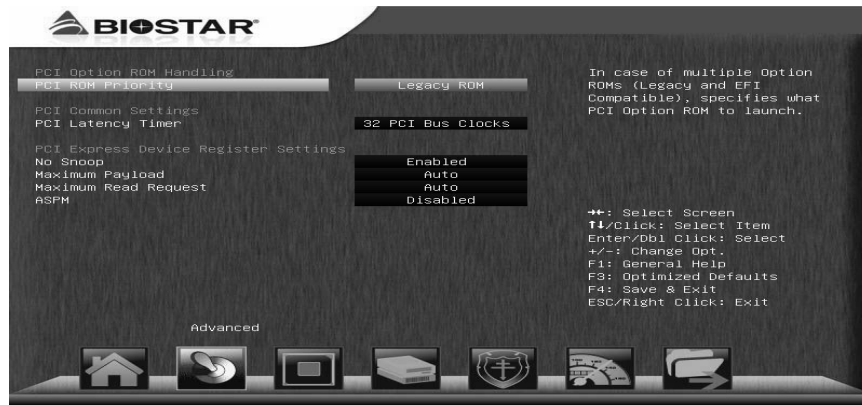 BIOSTAR®
PCI Option ROM Handling
PCI ROM Priority Legacy ROM
PCI Common Settings
PCI Latency Timer 32 PCI Bus Clocks
PCI Express Device Register Settings
No Snoop Enabled
Maximum Payload Auto
Maximum Read Request Auto
ASPM Disabled
In case of multiple Option
ROMs (Legacy and EFI
Compatible), specifies what
PCI Option ROM to launch.
→←: Select Screen
↑↓/Click: Select Item
Enter/Dbl Click: Select
+/-: Change Opt.
F1: General Help
F3: Optimized Defaults
F4: Save & Exit
ESC/Right Click: Exit
Advanced